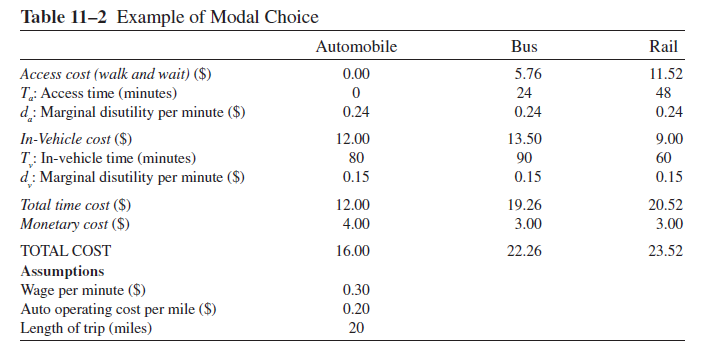 Table 11–2 Example of Modal Choice
Automobile Bus Rail
Access cost (walk and wait) ($) 0.00 5.76 11.52
Ta: Access time (minutes) 0 24 48
da: Marginal disutility per minute ($) 0.24 0.24 0.24
In-Vehicle cost ($) 12.00 13.50 9.00
Tv: In-vehicle time (minutes) 80 90 60
dv: Marginal disutility per minute ($) 0.15 0.15 0.15
Total time cost ($) 12.00 19.26 20.52
Monetary cost ($) 4.00 3.00 3.00
TOTAL COST 16.00 22.26 23.52
Assumptions
Wage per minute ($) 0.30
Auto operating cost per mile ($) 0.20
Length of trip (miles) 20